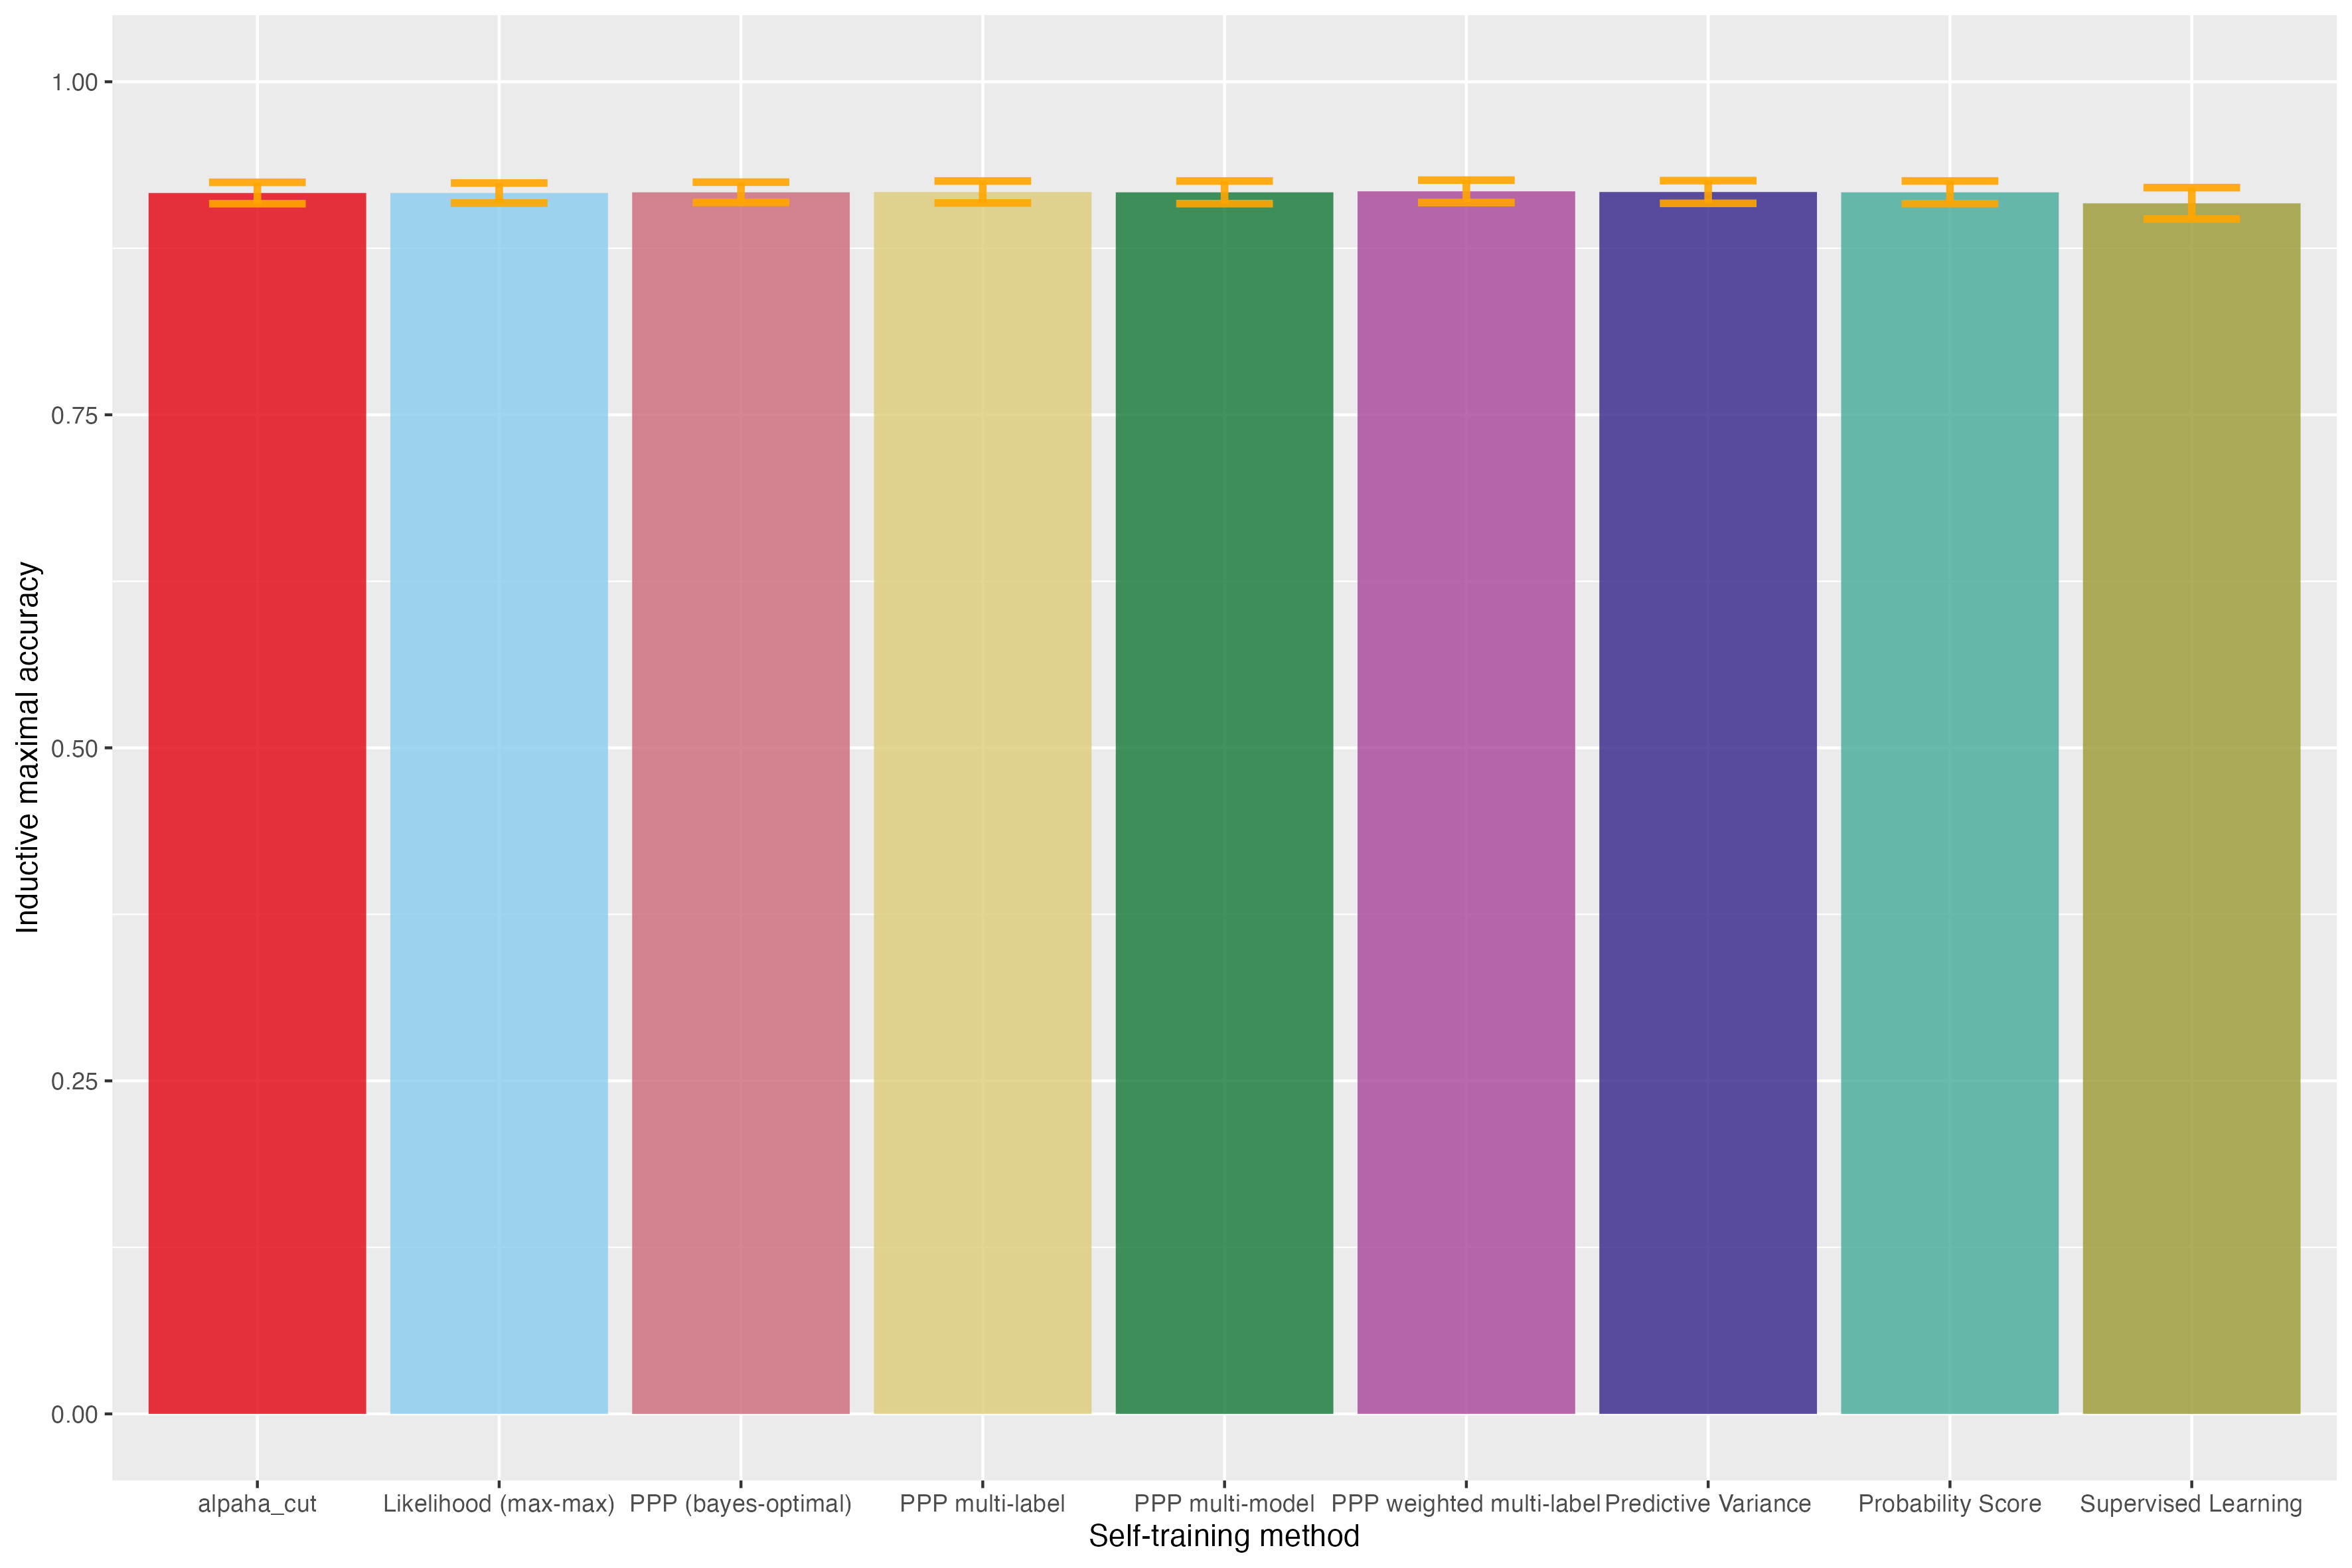 Inductive maximal accuracy
1.00
0.75
0.50
0.25
0.00
alpaha_cut
Likelihood (max-max)
PPP (bayes-optimal)
PPP multi-label
PPP multi-model
PPP weighted multi-label
Predictive Variance
Probability Score
Supervised Learning
Self-training method